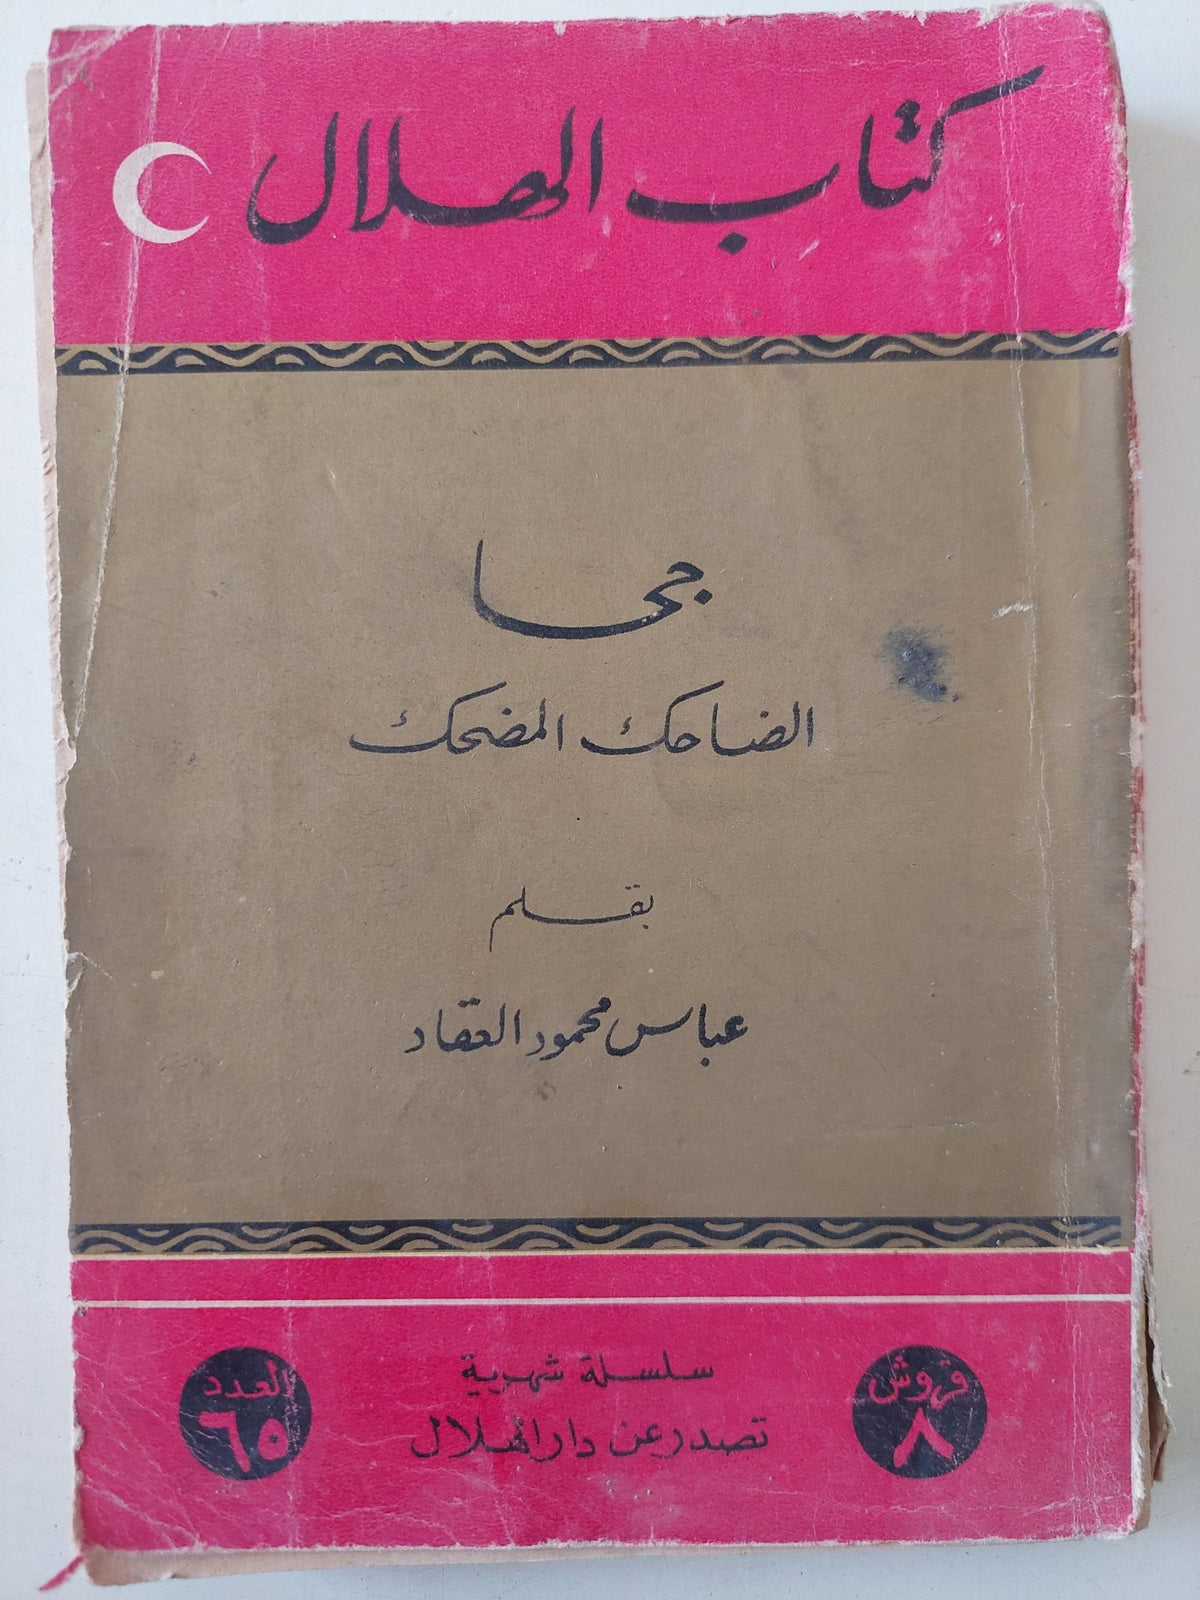 كتاب الهلال
جحا
الضاحك المضحك
بقلم
عباس محمود العقاد
سلسلة شهرية
تصدر عن دار الهلال
قروش
٨
العدد
٦٥